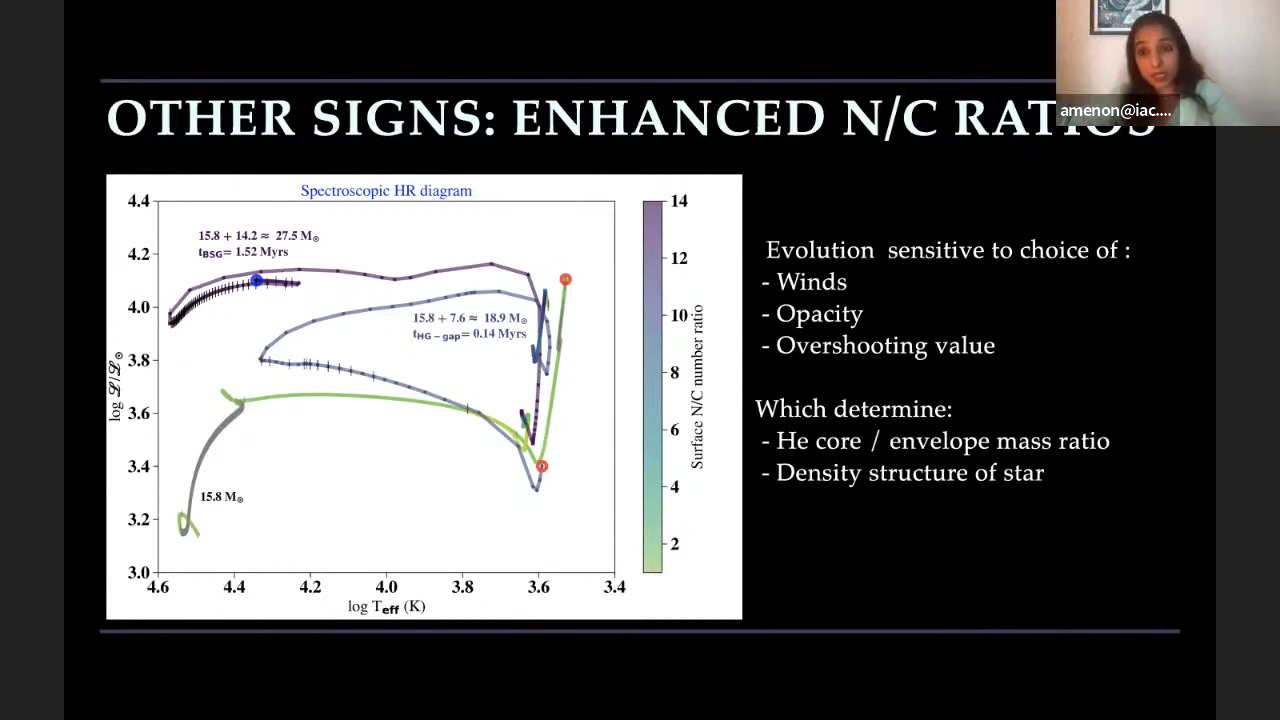 amenon@iac....
OTHER SIGNS: ENHANCED N/C RATIOS
Spectroscopic HR diagram
4.4
4.2
4.0
3.8
3.6
3.4
3.2
3.0
log ℒ/ℒ⊙
15.8 + 14.2 ≈ 27.5 M⊙
tBSG= 1.52 Myrs
15.8 + 7.6 ≈ 18.9 M⊙
tHG−gap= 0.14 Myrs
15.8 M⊙
4.6 4.4 4.2 4.0 3.8 3.6 3.4
log Teff (K)
14
12
10
8
6
4
2
Surface N/C number ratio
Evolution sensitive to choice of :
- Winds
- Opacity
- Overshooting value
Which determine:
- He core / envelope mass ratio
- Density structure of star